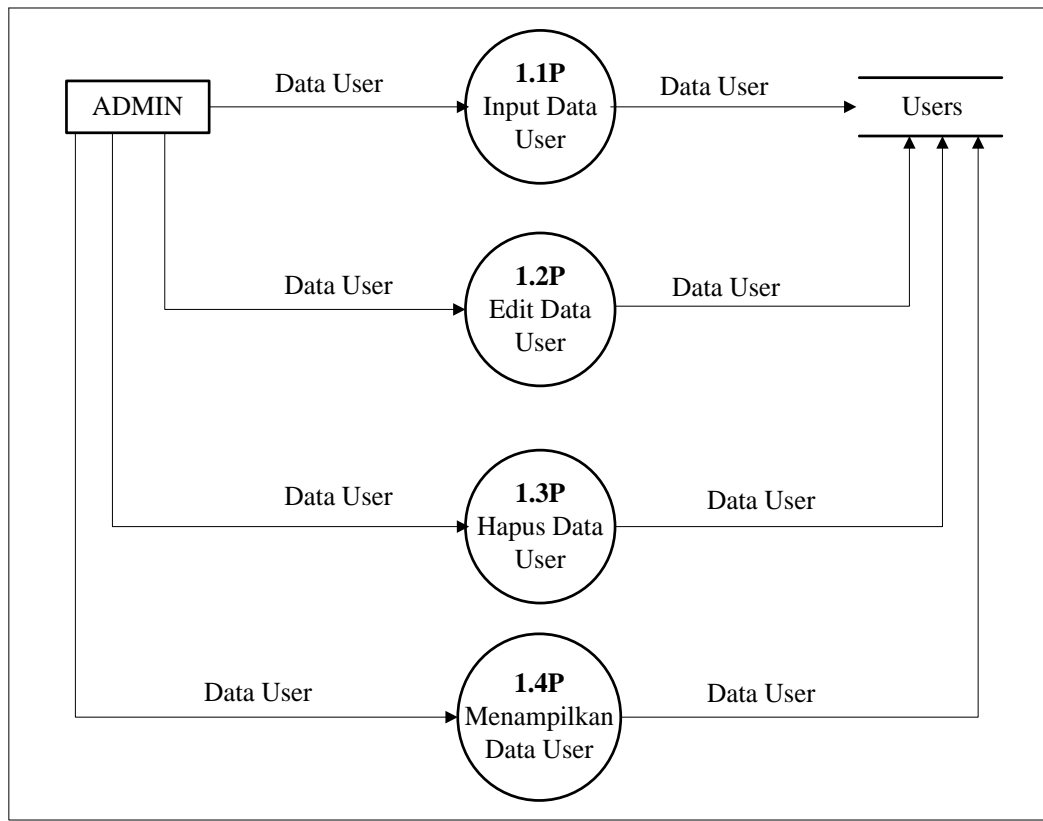 ADMIN
Data User
1.1P
Input Data
User
Data User
Users
Data User
1.2P
Edit Data
User
Data User
Data User
1.3P
Hapus Data
User
Data User
Data User
1.4P
Menampilkan
Data User
Data User